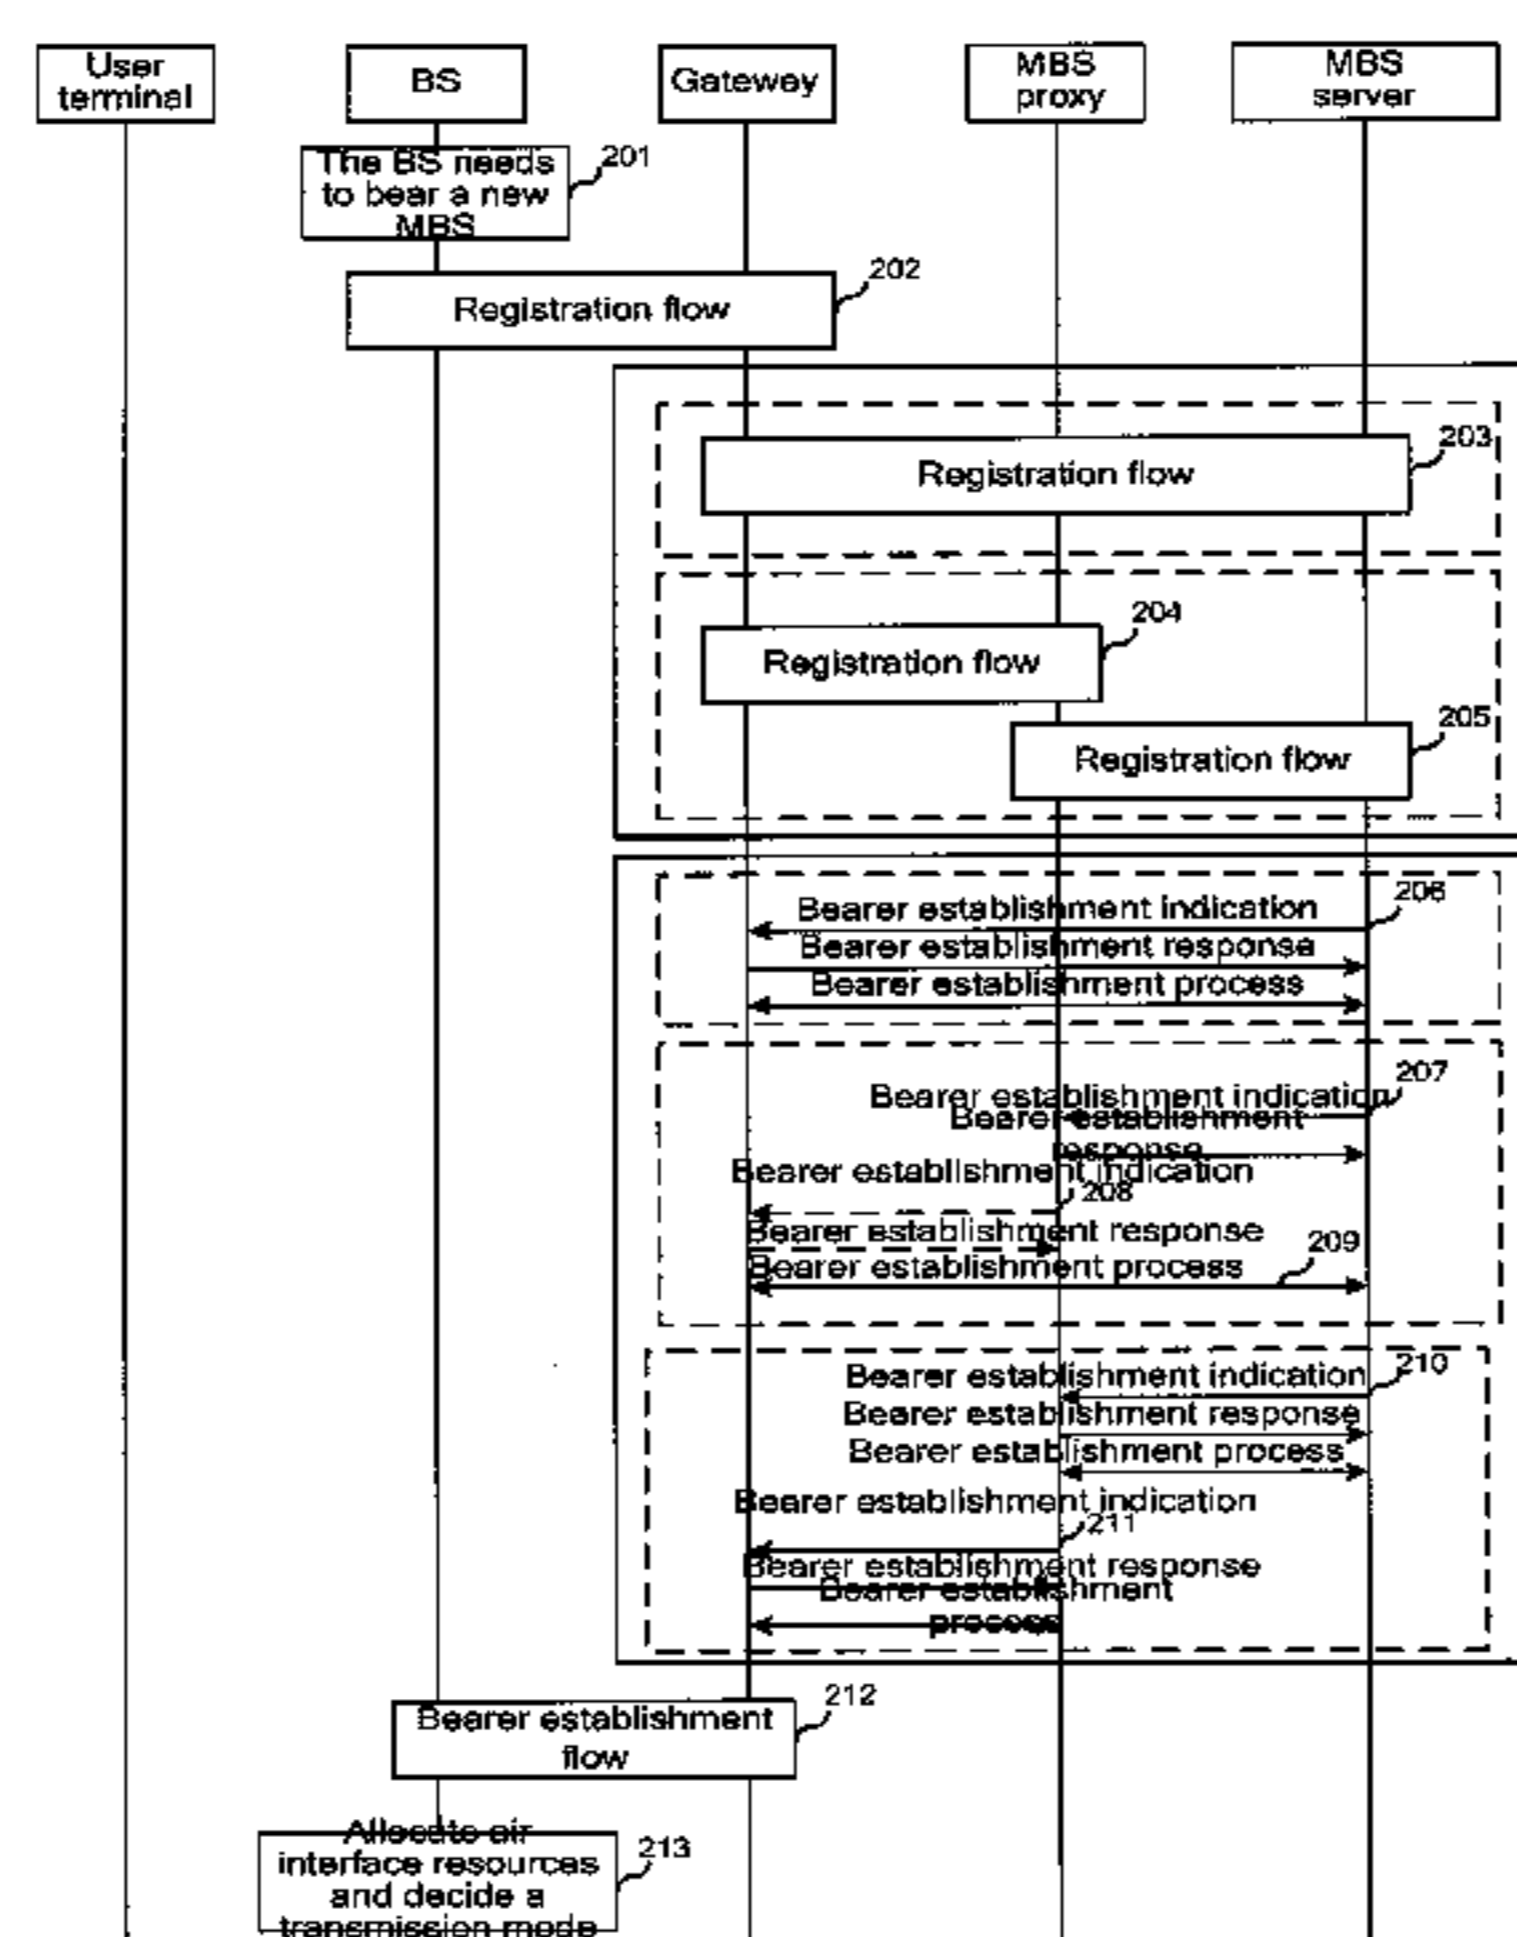 User
terminal
BS
Gateway
MBS
proxy
MBS
server
The BS needs
to bear a new
MBS
201
Registration flow
202
Registration flow
203
Registration flow
204
Registration flow
205
Bearer establishment indication
206
Bearer establishment response
Bearer establishment process
Bearer establishment indication
207
Bearer establishment
response
Bearer establishment indication
208
Bearer establishment response
Bearer establishment process
209
Bearer establishment indication
210
Bearer establishment response
Bearer establishment process
Bearer establishment indication
211
Bearer establishment response
Bearer establishment
process
Bearer establishment
flow
212
Allocate air
interface resources
and decide a
transmission mode
213